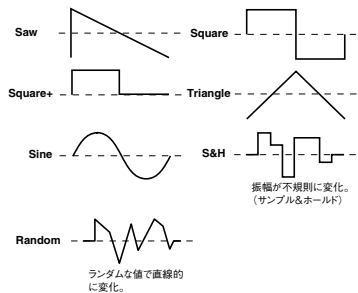 Saw
Square
Square+
Triangle
Sine
S&H
振幅が不規則に変化。
（サンプル&ホールド）
Random
ランダムな値で直線的
に変化。